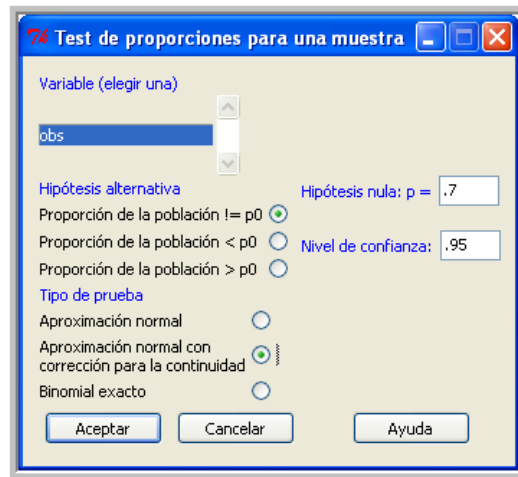 Test de proporciones para una muestra
Variable (elegir una)
obs
Hipótesis alternativa
Hipótesis nula: p = .7
Proporción de la población != p0
Proporción de la población < p0
Nivel de confianza: .95
Proporción de la población > p0
Tipo de prueba
Aproximación normal
Aproximación normal con
corrección para la continuidad
Binomial exacto
Aceptar Cancelar Ayuda